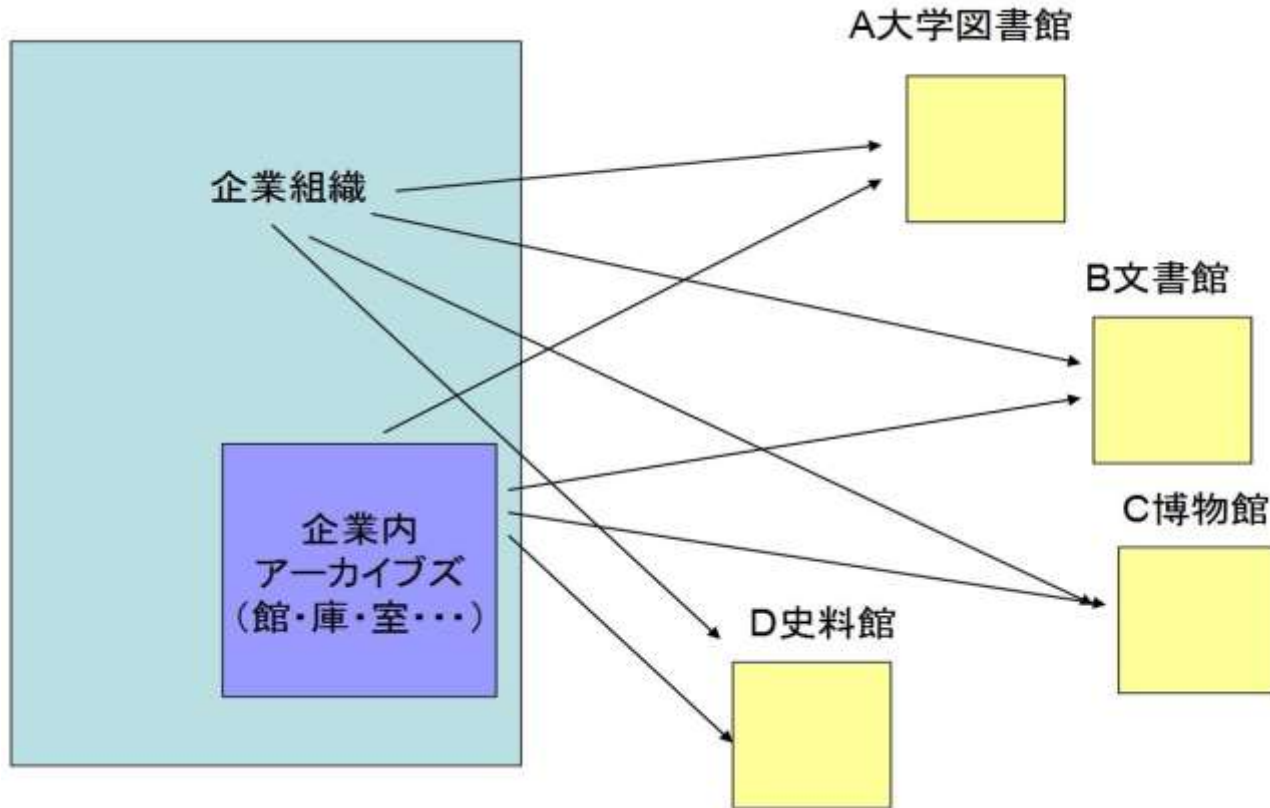 A大学図書館
企業組織
B文書館
C博物館
企業内
アーカイブズ
（館・庫・室・・・）
D史料館